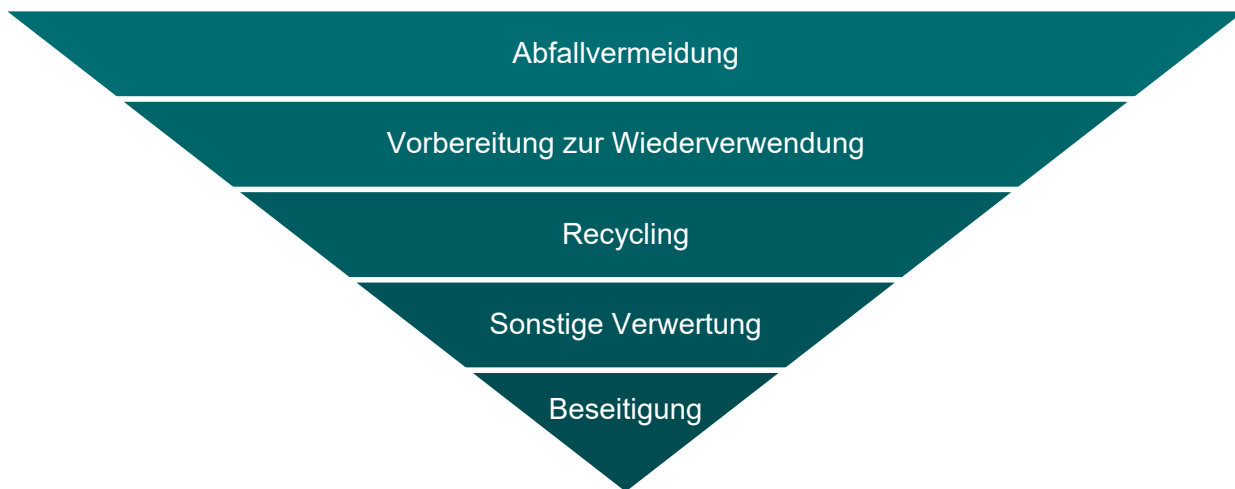 Abfallvermeidung
Vorbereitung zur Wiederverwendung
Recycling
Sonstige Verwertung
Beseitigung